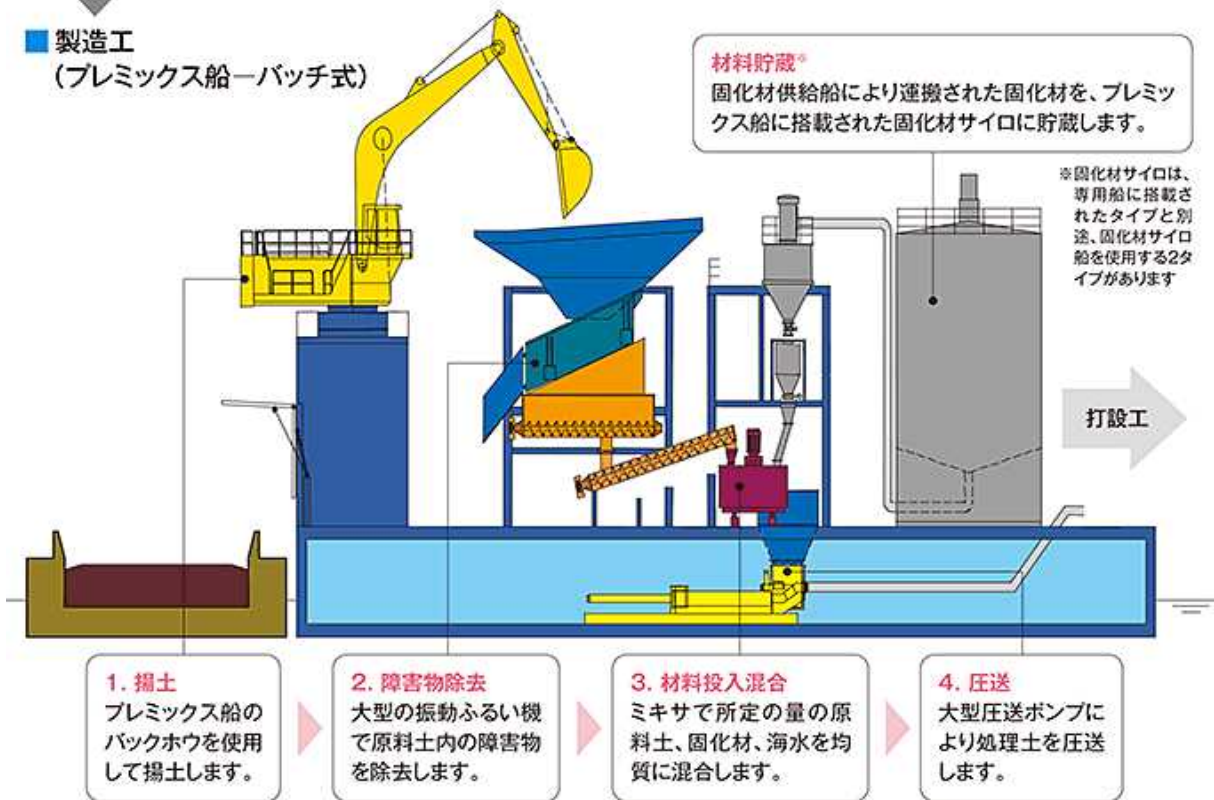 ■ 製造工
(プレミックス船－バッチ式)
材料貯蔵※
固化材供給船により運搬された固化材を、プレミッ
クス船に搭載された固化材サイロに貯蔵します。
※固化材サイロは、
専用船に搭載さ
れたタイプと別
途、固化材サイロ
船を使用する2タ
イプがあります
打設工
1. 揚土
プレミックス船の
バックホウを使用
して揚土します。
2. 障害物除去
大型の振動ふるい機
で原料土内の障害物
を除去します。
3. 材料投入混合
ミキサで所定の量の原
料土、固化材、海水を均
質に混合します。
4. 圧送
大型圧送ポンプに
より処理土を圧送
します。